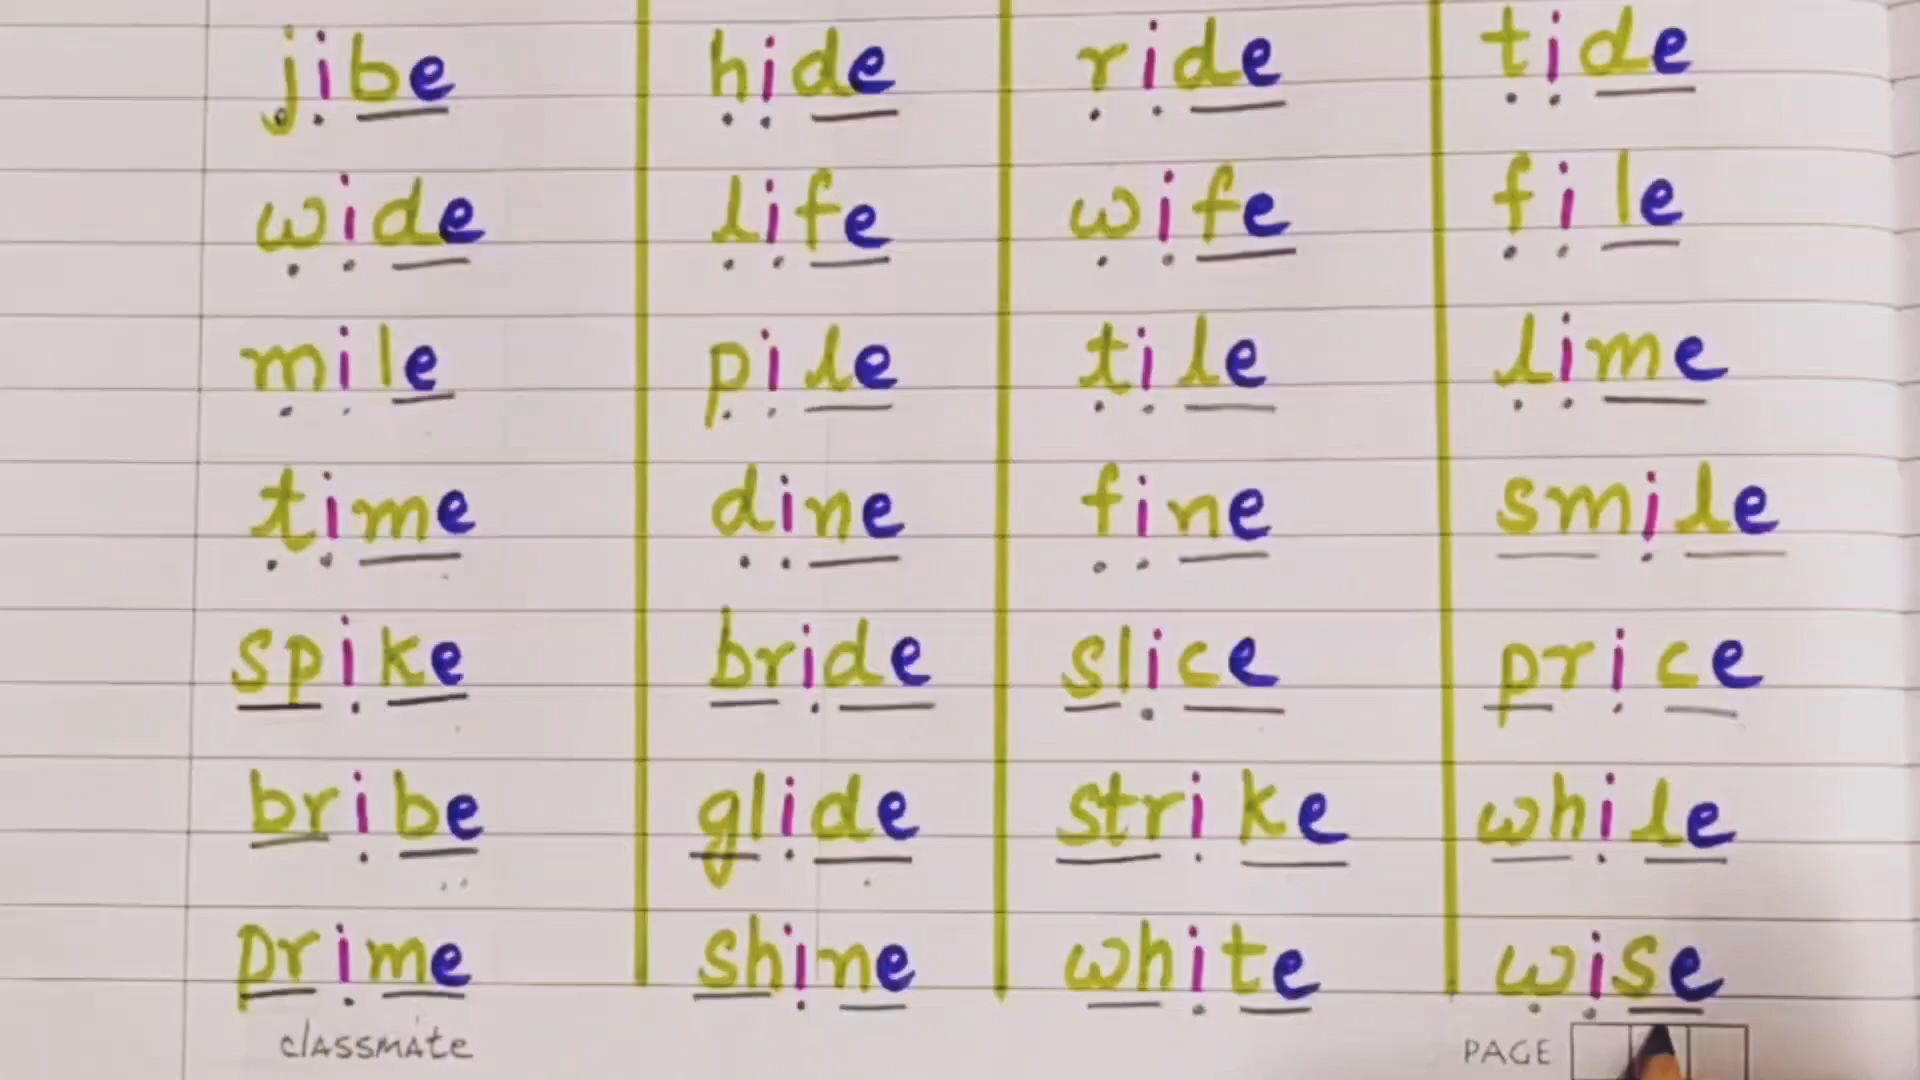 jibe hide ride tide
wide life wife file
mile pile tile lime
time dine fine smile
spike bride slice price
bribe glide strike while
prime shine white wise
classmate PAGE